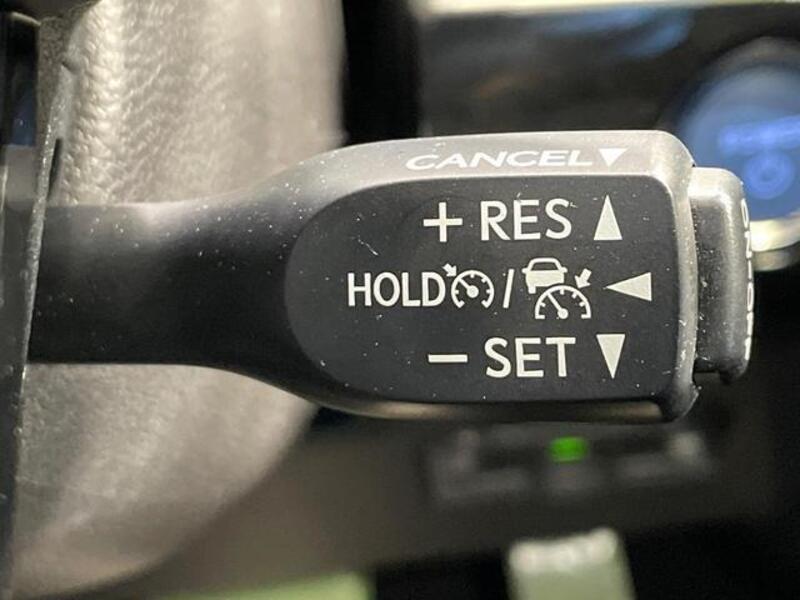 CANCEL▼
+ RES ▲
HOLD / ◀
− SET ▼